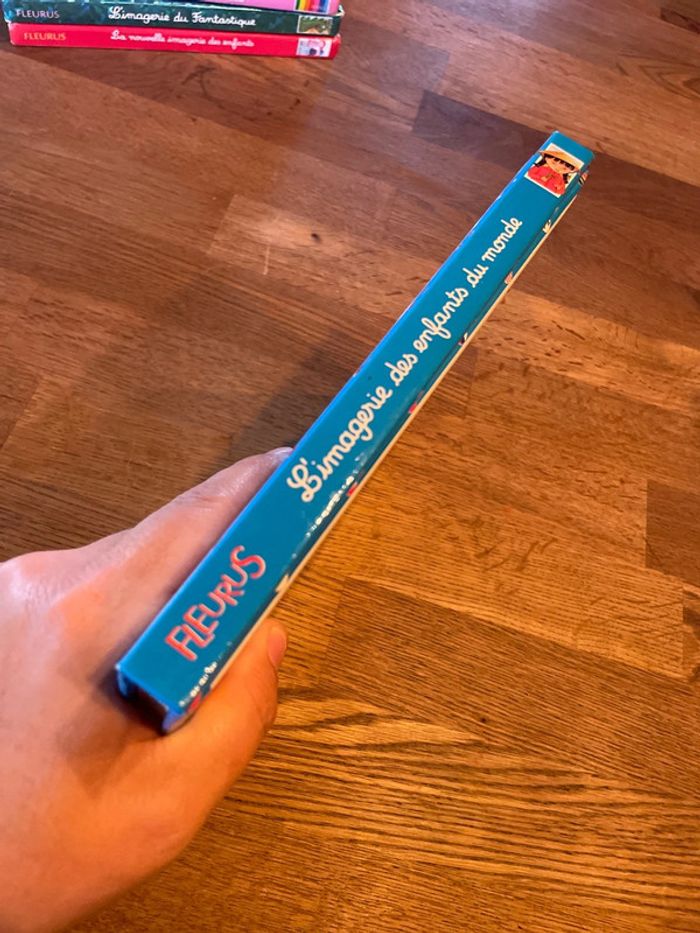 FLEURUS L'imagerie du Fantastique
FLEURUS La nouvelle imagerie des enfants
FLEURUS L'imagerie des enfants du monde